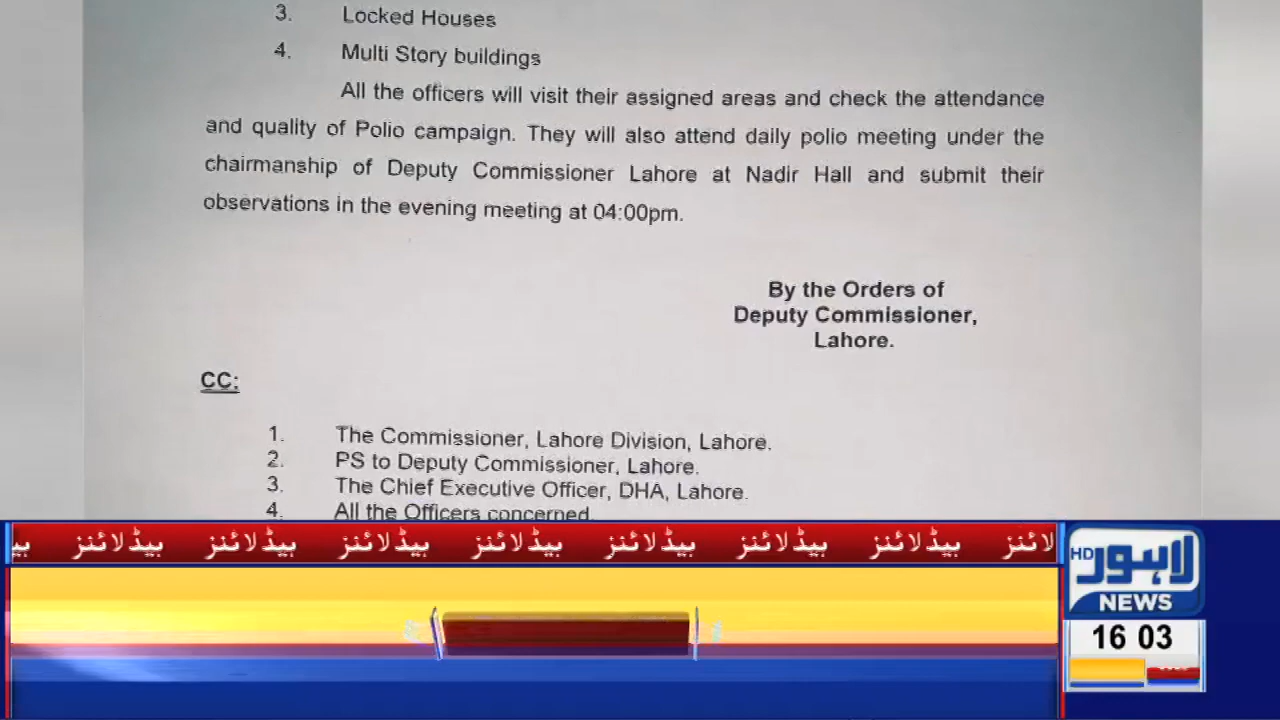 3. Locked Houses
4. Multi Story buildings
All the officers will visit their assigned areas and check the attendance
and quality of Polio campaign. They will also attend daily polio meeting under the
chairmanship of Deputy Commissioner Lahore at Nadir Hall and submit their
observations in the evening meeting at 04:00pm.
By the Orders of
Deputy Commissioner,
Lahore.
CC:
1. The Commissioner, Lahore Division, Lahore.
2. PS to Deputy Commissioner, Lahore.
3. The Chief Executive Officer, DHA, Lahore.
4. All the Officers concerned.
ہیڈلائنز ہیڈلائنز ہیڈلائنز ہیڈلائنز ہیڈلائنز ہیڈلائنز ہیڈلائنز
لاہور HD
NEWS
16 03